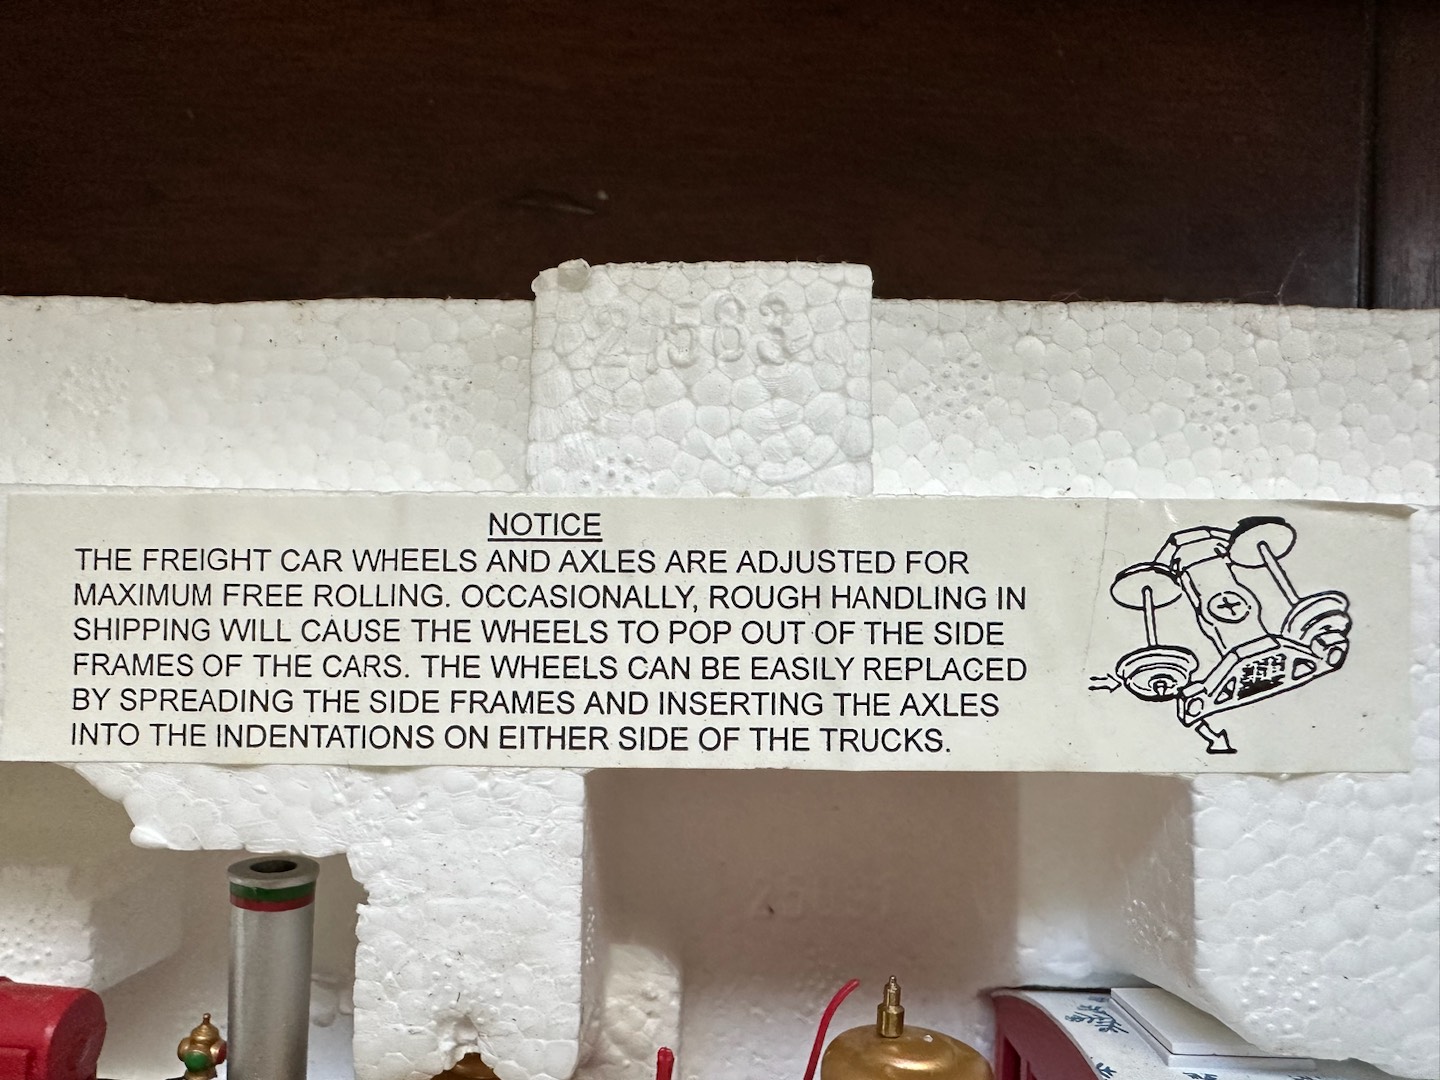 2,563
NOTICE
THE FREIGHT CAR WHEELS AND AXLES ARE ADJUSTED FOR
MAXIMUM FREE ROLLING. OCCASIONALLY, ROUGH HANDLING IN
SHIPPING WILL CAUSE THE WHEELS TO POP OUT OF THE SIDE
FRAMES OF THE CARS. THE WHEELS CAN BE EASILY REPLACED
BY SPREADING THE SIDE FRAMES AND INSERTING THE AXLES
INTO THE INDENTATIONS ON EITHER SIDE OF THE TRUCKS.